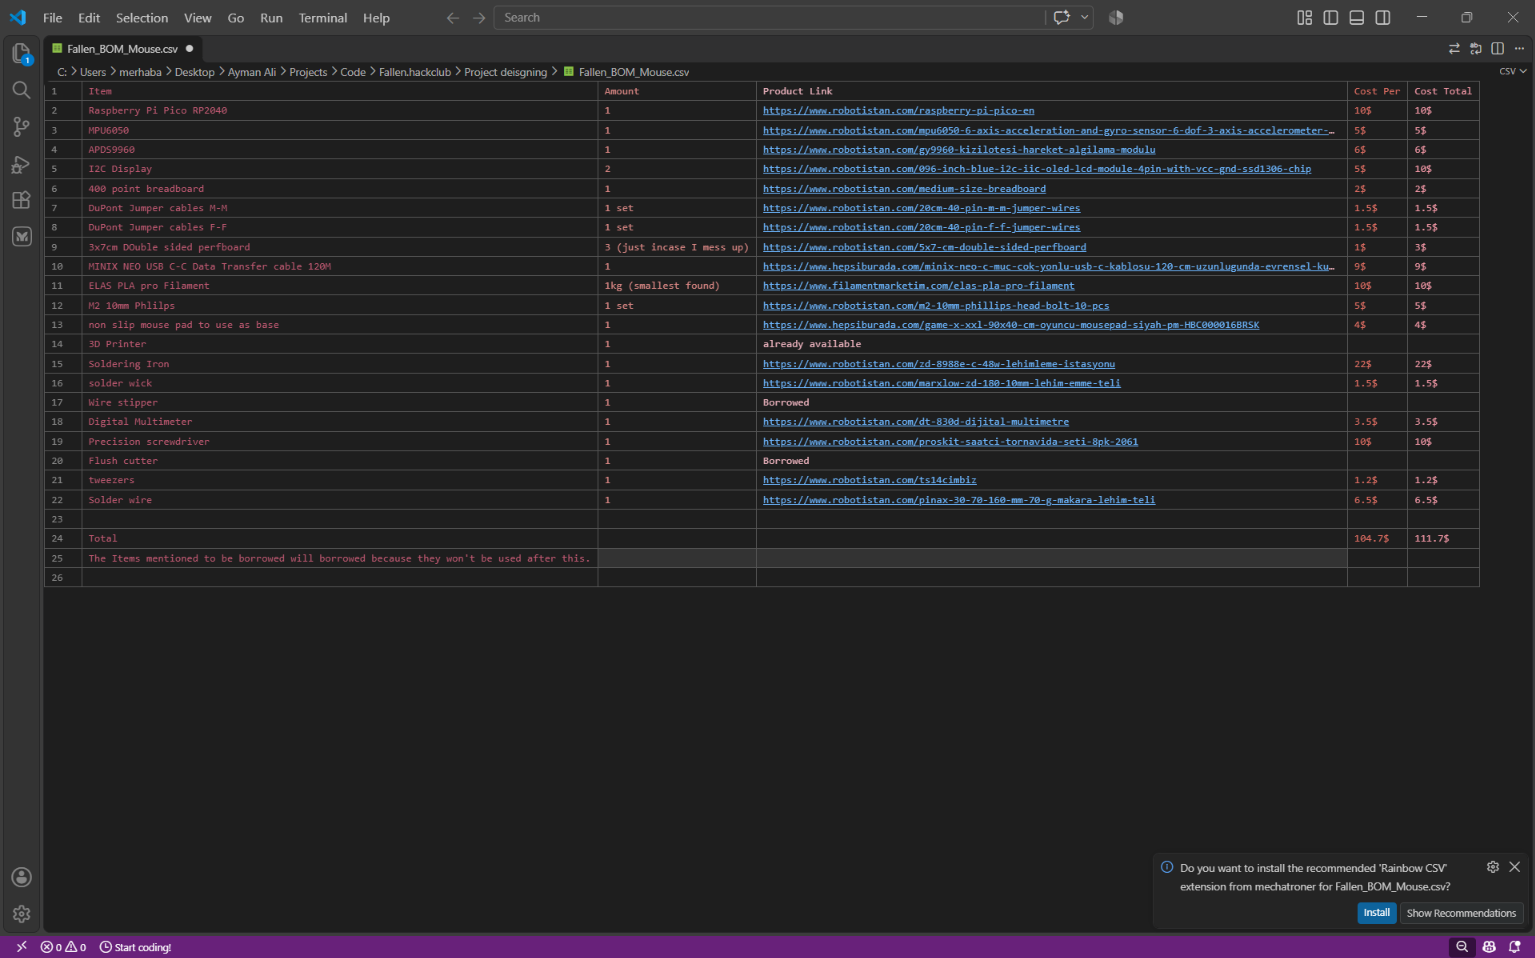 File Edit Selection View Go Run Terminal Help Search
1
Fallen_BOM_Mouse.csv
C: > Users > merhaba > Desktop > Ayman Ali > Projects > Code > Fallen.hackclub > Project deisgning > Fallen_BOM_Mouse.csv
CSV
1 Item Amount Product Link Cost Per Cost Total
2 Raspberry Pi Pico RP2040 1 https://www.robotistan.com/raspberry-pi-pico-en 10$ 10$
3 MPU6050 1 https://www.robotistan.com/mpu6050-6-axis-acceleration-and-gyro-sensor-6-dof-3-axis-accelerometer-… 5$ 5$
4 APDS9960 1 https://www.robotistan.com/gy9960-kizilotesi-hareket-algilama-modulu 6$ 6$
5 I2C Display 2 https://www.robotistan.com/096-inch-blue-i2c-iic-oled-lcd-module-4pin-with-vcc-gnd-ssd1306-chip 5$ 10$
6 400 point breadboard 1 https://www.robotistan.com/medium-size-breadboard 2$ 2$
7 DuPont Jumper cables M-M 1 set https://www.robotistan.com/20cm-40-pin-m-m-jumper-wires 1.5$ 1.5$
8 DuPont Jumper cables F-F 1 set https://www.robotistan.com/20cm-40-pin-f-f-jumper-wires 1.5$ 1.5$
9 3x7cm DOuble sided perfboard 3 (just incase I mess up) https://www.robotistan.com/5x7-cm-double-sided-perfboard 1$ 3$
10 MINIX NEO USB C-C Data Transfer cable 120M 1 https://www.hepsiburada.com/minix-neo-c-muc-cok-yonlu-usb-c-kablosu-120-cm-uzunlugunda-evrensel-ku… 9$ 9$
11 ELAS PLA pro Filament 1kg (smallest found) https://www.filamentmarketim.com/elas-pla-pro-filament 10$ 10$
12 M2 10mm Phlilps 1 set https://www.robotistan.com/m2-10mm-phillips-head-bolt-10-pcs 5$ 5$
13 non slip mouse pad to use as base 1 https://www.hepsiburada.com/game-x-xxl-90x40-cm-oyuncu-mousepad-siyah-pm-HBC000016BRSK 4$ 4$
14 3D Printer 1 already available
15 Soldering Iron 1 https://www.robotistan.com/zd-8988e-c-48w-lehimleme-istasyonu 22$ 22$
16 solder wick 1 https://www.robotistan.com/marxlow-zd-180-10mm-lehim-emme-teli 1.5$ 1.5$
17 Wire stipper 1 Borrowed
18 Digital Multimeter 1 https://www.robotistan.com/dt-830d-dijital-multimetre 3.5$ 3.5$
19 Precision screwdriver 1 https://www.robotistan.com/proskit-saatci-tornavida-seti-8pk-2061 10$ 10$
20 Flush cutter 1 Borrowed
21 tweezers 1 https://www.robotistan.com/ts14cimbiz 1.2$ 1.2$
22 Solder wire 1 https://www.robotistan.com/pinax-30-70-160-mm-70-g-makara-lehim-teli 6.5$ 6.5$
23
24 Total 104.7$ 111.7$
25 The Items mentioned to be borrowed will borrowed because they won't be used after this.
26
Do you want to install the recommended 'Rainbow CSV'
extension from mechatroner for Fallen_BOM_Mouse.csv?
Install Show Recommendations
0 0 Start coding!